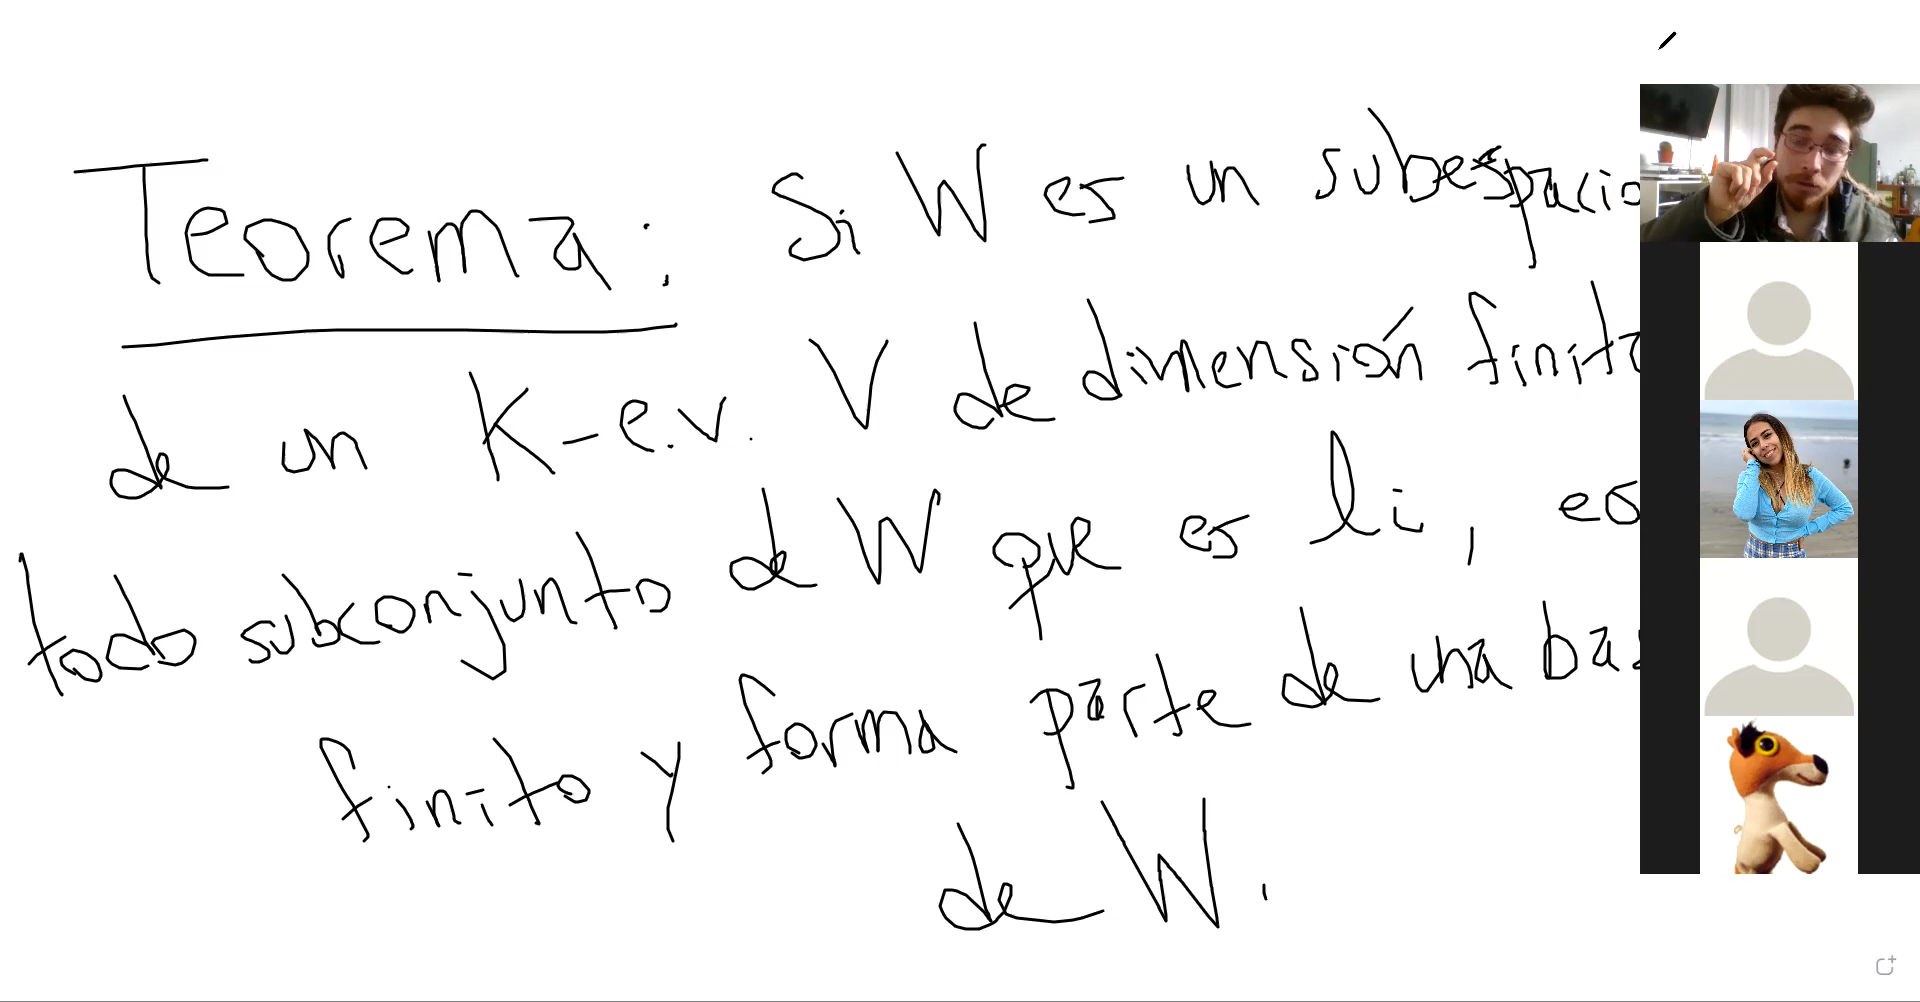 Teorema: Si W es un subespacio
de un K-e.v. V de dimensión finita
todo subconjunto de W que es li, es
finito y forma parte de una bas
de W.